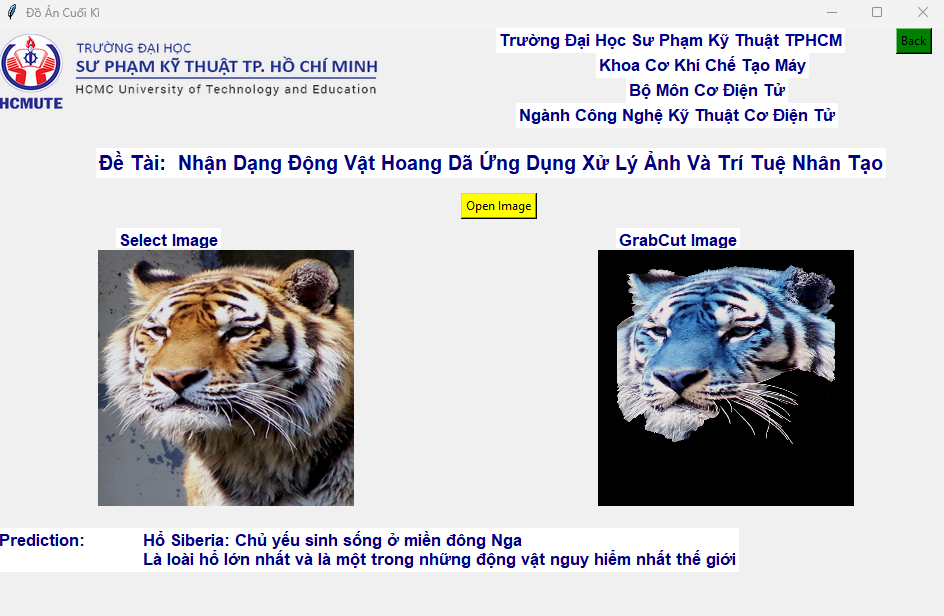 Đồ Án Cuối Kì
TRƯỜNG ĐẠI HỌC
SƯ PHẠM KỸ THUẬT TP. HỒ CHÍ MINH
HCMC University of Technology and Education
HCMUTE
Trường Đại Học Sư Phạm Kỹ Thuật TPHCM
Khoa Cơ Khí Chế Tạo Máy
Bộ Môn Cơ Điện Tử
Ngành Công Nghệ Kỹ Thuật Cơ Điện Tử
Back
Đề Tài: Nhận Dạng Động Vật Hoang Dã Ứng Dụng Xử Lý Ảnh Và Trí Tuệ Nhân Tạo
Open Image
Select Image
GrabCut Image
Prediction: Hổ Siberia: Chủ yếu sinh sống ở miền đông Nga
Là loài hổ lớn nhất và là một trong những động vật nguy hiểm nhất thế giới